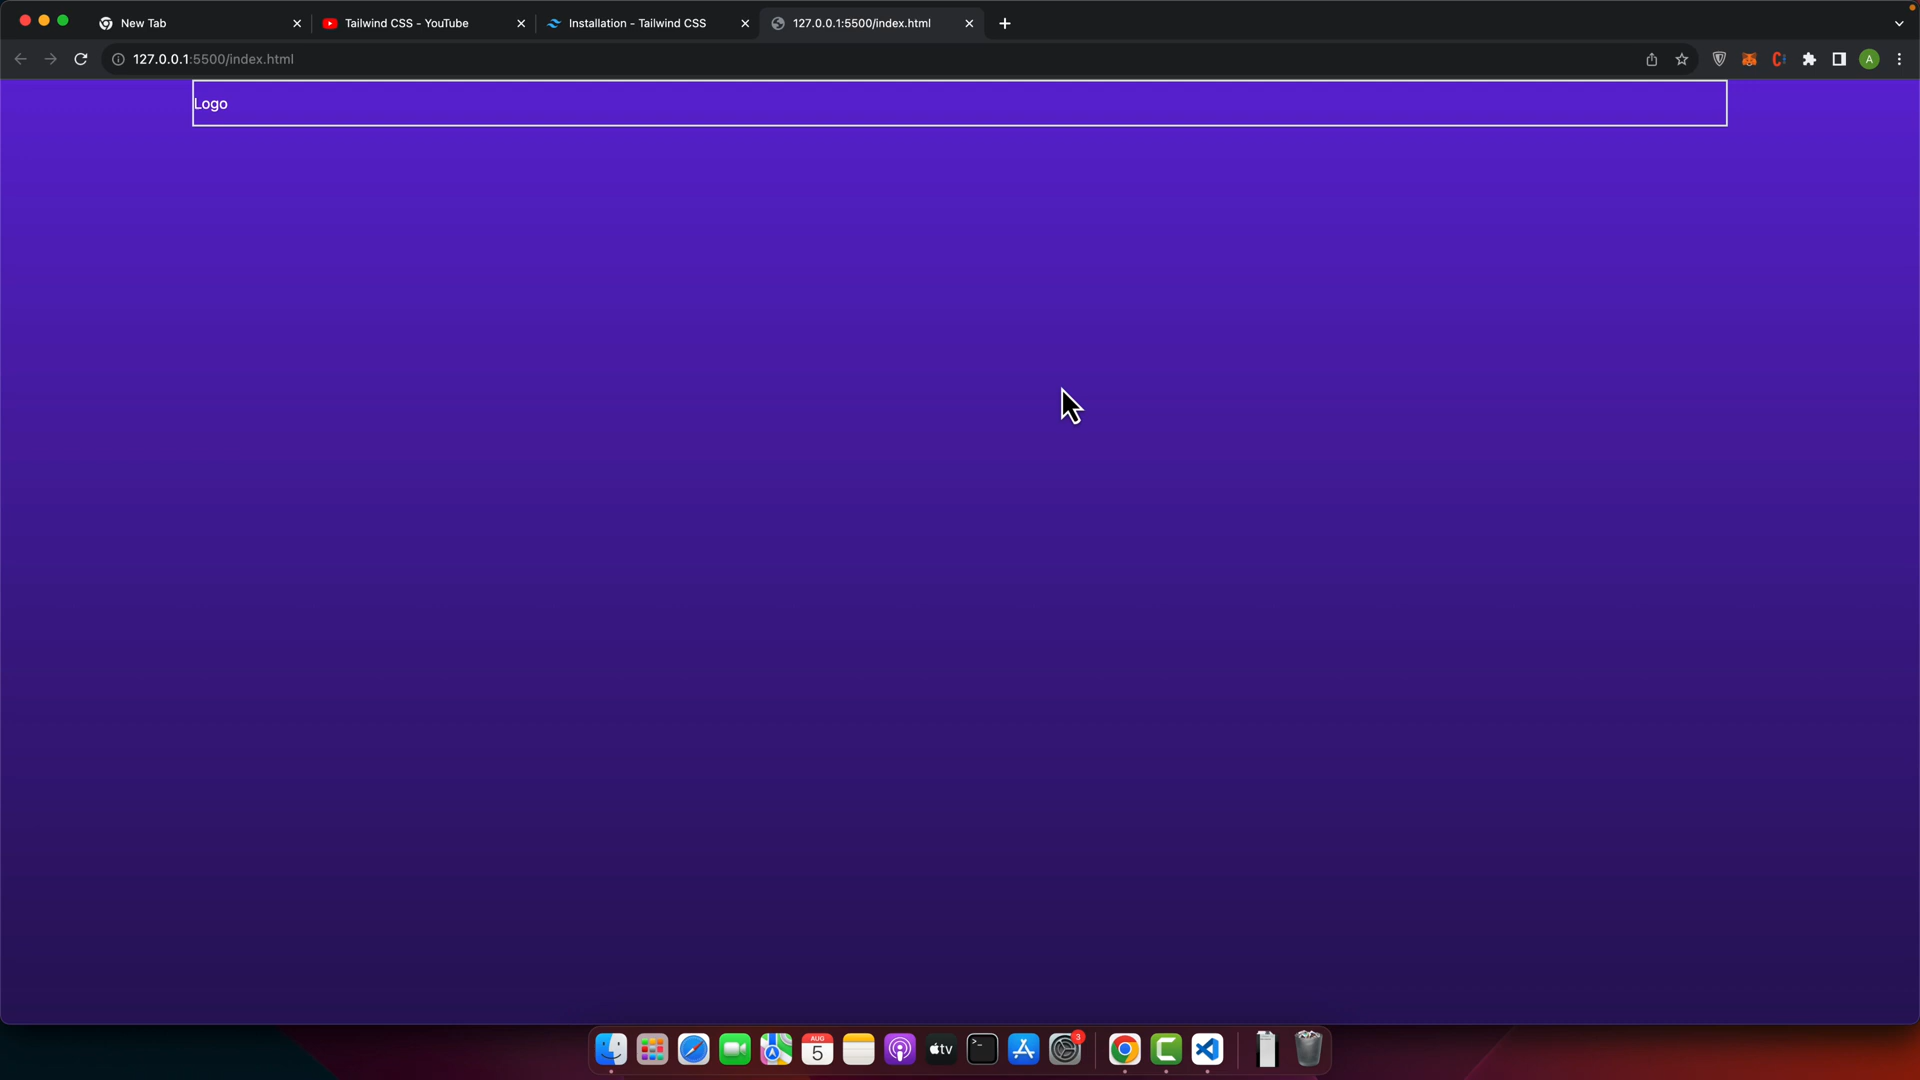 New Tab
Tailwind CSS - YouTube
Installation - Tailwind CSS
127.0.0.1:5500/index.html
127.0.0.1:5500/index.html
A
Logo
AUG
5
tv
3